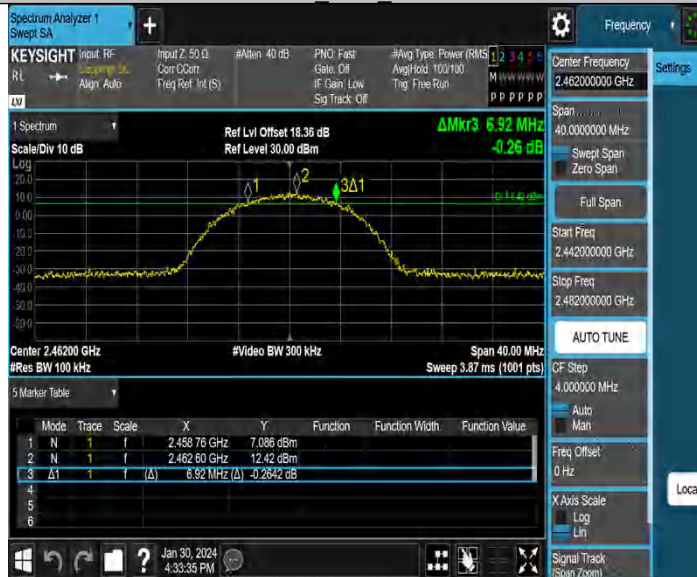 Spectrum Analyzer 1
Swept SA
+
Frequency
KEYSIGHT Input: RF Input Z: 50 Ω #Atten: 40 dB PNO: Fast #Avg Type: Power (RMS 1 2 3 4 5 6
RL Align: Auto Corr CCorr Gate: Off Avg|Hold: 100/100 M W W W W W
Freq Ref: Int (S) IF Gain: Low Trig: Free Run
LXI Sig Track: Off P P P P P P
1 Spectrum
Scale/Div 10 dB
Ref Lvl Offset 18.36 dB
Ref Level 30.00 dBm
ΔMkr3 6.92 MHz
-0.26 dB
Log
20.0
10.0
0.00
-10.0
-20.0
-30.0
-40.0
-50.0
-60.0
1
2
3Δ1
Center 2.46200 GHz
#Res BW 100 kHz
#Video BW 300 kHz
Span 40.00 MHz
Sweep 3.87 ms (1001 pts)
5 Marker Table
Mode Trace Scale X Y Function Function Width Function Value
1 N 1 f 2.458 76 GHz 7.086 dBm
2 N 1 f 2.462 60 GHz 12.42 dBm
3 Δ1 1 f (Δ) 6.92 MHz (Δ) -0.2642 dB
4
5
6
Jan 30, 2024
4:33:35 PM
Center Frequency
2.462000000 GHz
Span
40.0000000 MHz
Swept Span
Zero Span
Full Span
Start Freq
2.442000000 GHz
Stop Freq
2.482000000 GHz
AUTO TUNE
CF Step
4.000000 MHz
Auto
Man
Freq Offset
0 Hz
X Axis Scale
Log
Lin
Signal Track
(Span Zoom)
Settings
Loca